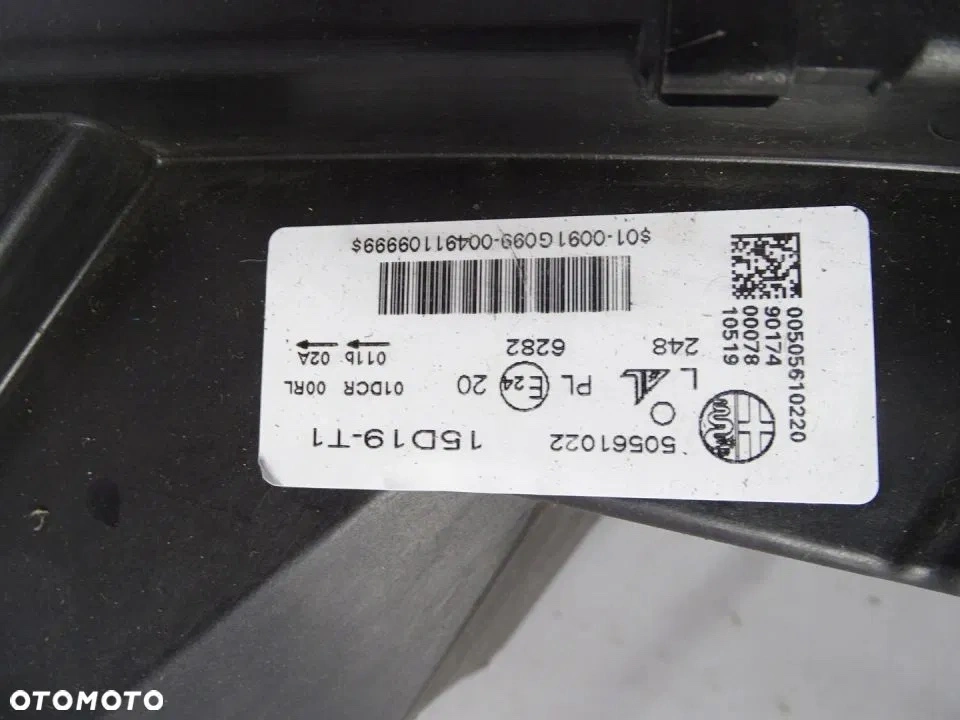 50561022 15D19-T1
L PL E24 20 01DCR 00RL
248 6282 011b 02A
$01-0091G099-0049110999$
00505610220
90174
00078
10519
OTOMOTO